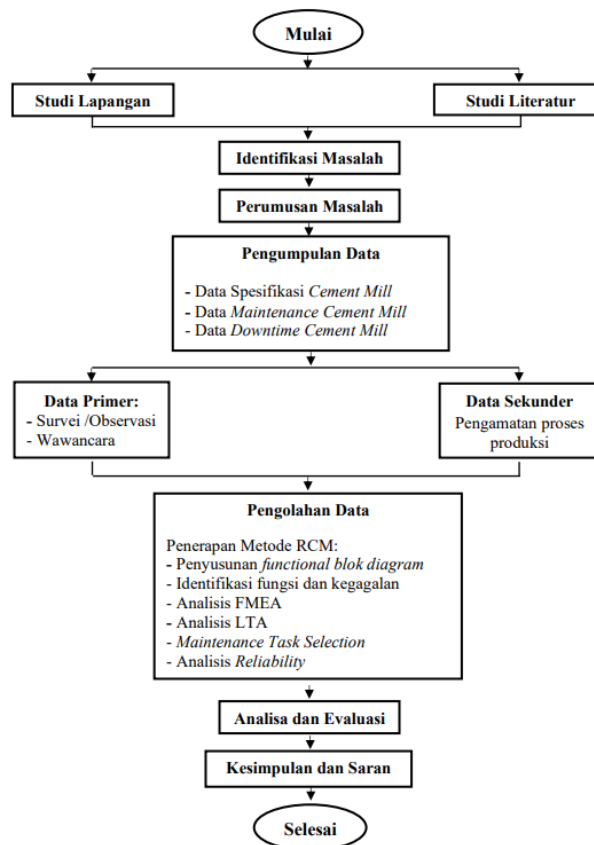 Mulai
Studi Lapangan
Studi Literatur
Identifikasi Masalah
Perumusan Masalah
Pengumpulan Data
- Data Spesifikasi Cement Mill
- Data Maintenance Cement Mill
- Data Downtime Cement Mill
Data Primer:
- Survei /Observasi
- Wawancara
Data Sekunder
Pengamatan proses
produksi
Pengolahan Data
Penerapan Metode RCM:
- Penyusunan functional blok diagram
- Identifikasi fungsi dan kegagalan
- Analisis FMEA
- Analisis LTA
- Maintenance Task Selection
- Analisis Reliability
Analisa dan Evaluasi
Kesimpulan dan Saran
Selesai